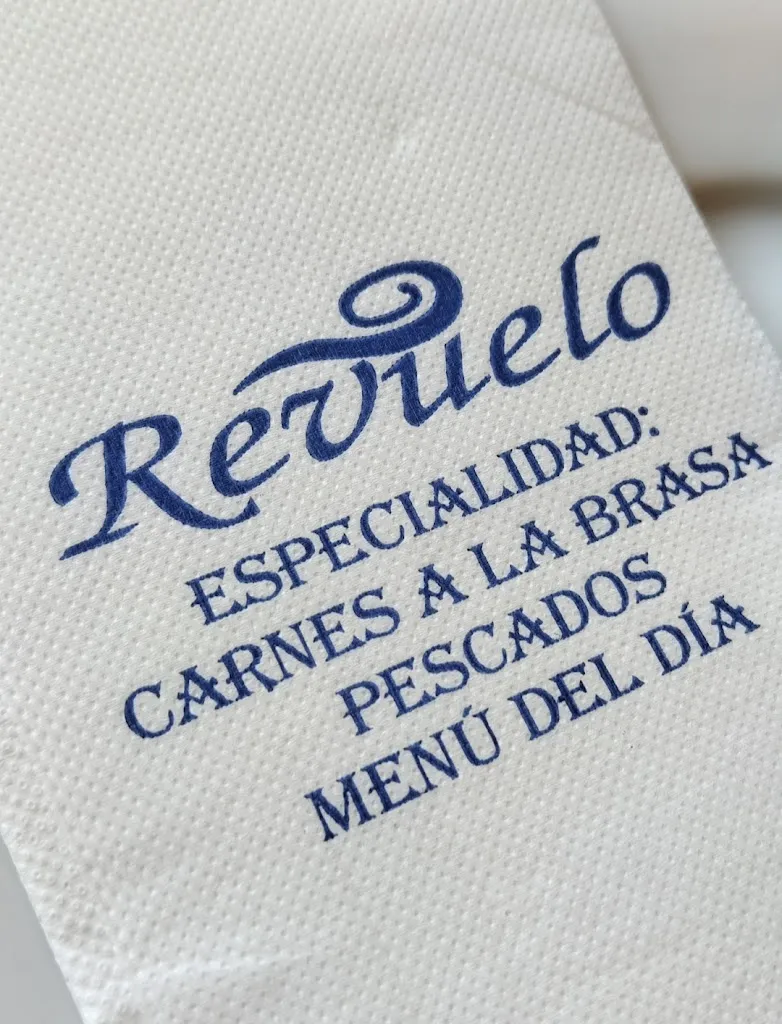 Revuelo
ESPECIALIDAD:
CARNES A LA BRASA
PESCADOS
MENÚ DEL DÍA